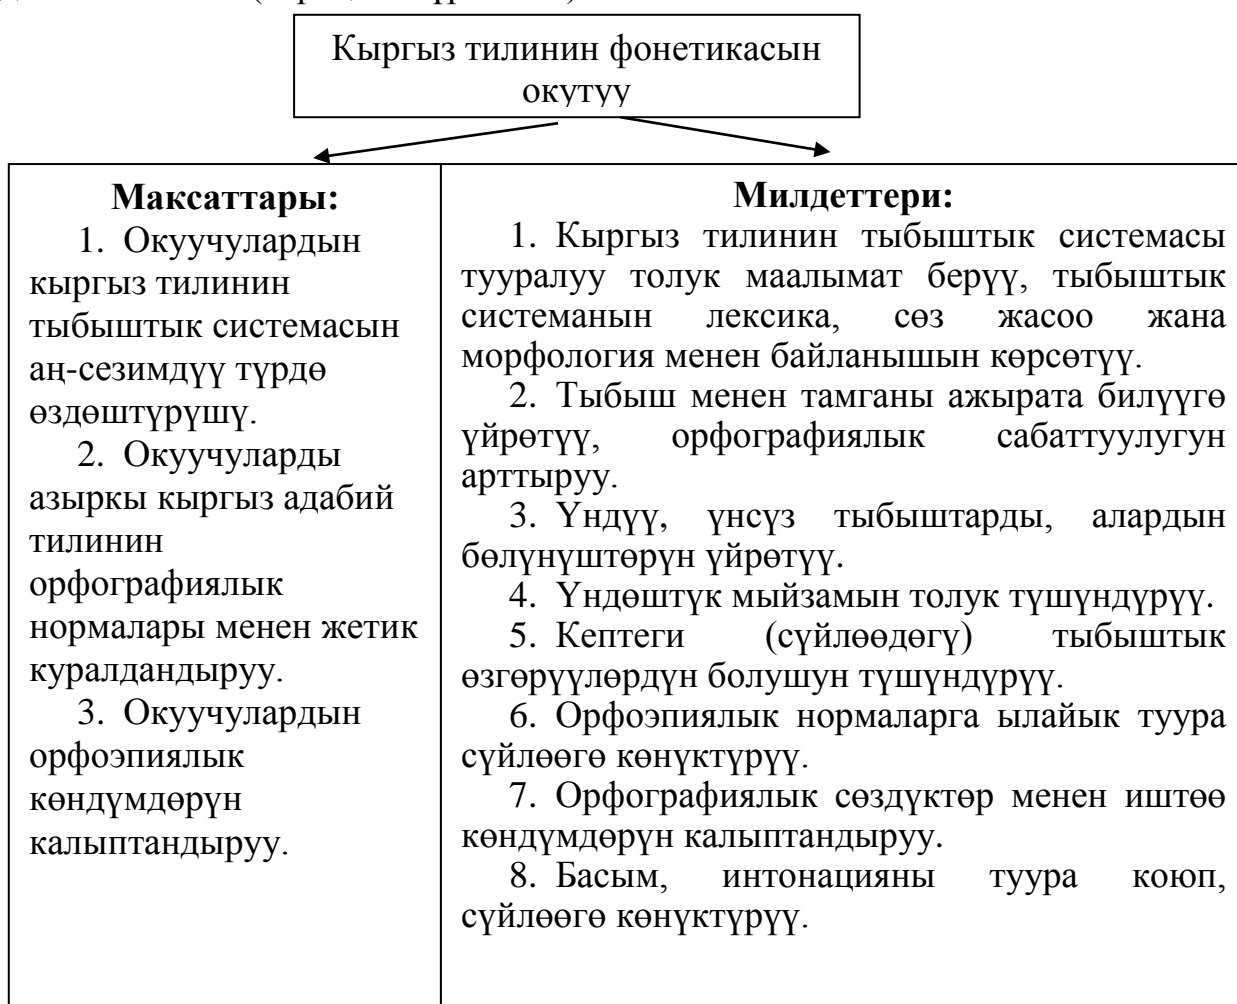 Кыргыз тилинин фонетикасын
окутуу
Максаттары:
1. Окуучулардын
кыргыз тилинин
тыбыштык системасын
аң-сезимдүү түрдө
өздөштүрүшү.
2. Окуучуларды
азыркы кыргыз адабий
тилинин
орфографиялык
нормалары менен жетик
куралдандыруу.
3. Окуучулардын
орфоэпиялык
көндүмдөрүн
калыптандыруу.
Милдеттери:
1. Кыргыз тилинин тыбыштык системасы
тууралуу толук маалымат берүү, тыбыштык
системанын лексика, сөз жасоо жана
морфология менен байланышын көрсөтүү.
2. Тыбыш менен тамганы ажырата билүүгө
үйрөтүү, орфографиялык сабаттуулугун
арттыруу.
3. Үндүү, үнсүз тыбыштарды, алардын
бөлүнүштөрүн үйрөтүү.
4. Үндөштүк мыйзамын толук түшүндүрүү.
5. Кептеги (сүйлөөдөгү) тыбыштык
өзгөрүүлөрдүн болушун түшүндүрүү.
6. Орфоэпиялык нормаларга ылайык туура
сүйлөөгө көнүктүрүү.
7. Орфографиялык сөздүктөр менен иштөө
көндүмдөрүн калыптандыруу.
8. Басым, интонацияны туура коюп,
сүйлөөгө көнүктүрүү.